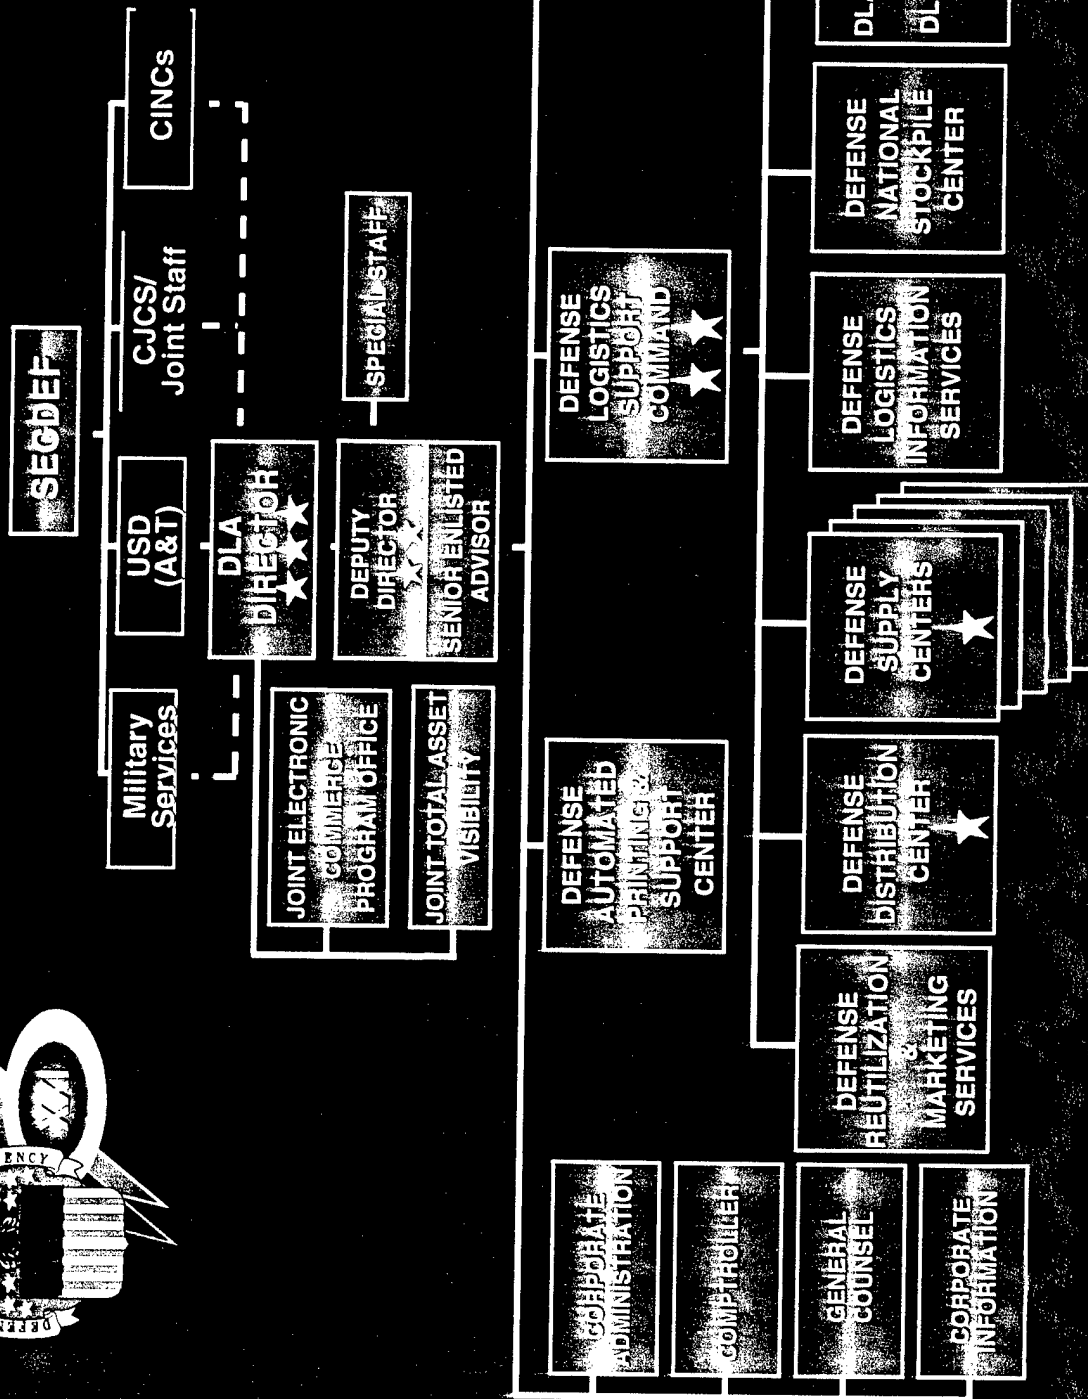 SECDEF
Military
Services
USD
(A&T)
CJCS/
Joint Staff
CINCs
DLA
DIRECTOR
DEPUTY
DIRECTOR
SENIOR ENLISTED
ADVISOR
SPECIAL STAFF
JOINT ELECTRONIC
COMMERCE
PROGRAM OFFICE
JOINT TOTAL ASSET
VISIBILITY
DEFENSE
AUTOMATED
PRINTING &
SUPPORT
CENTER
DEFENSE
LOGISTICS
SUPPORT
COMMAND
CORPORATE
ADMINISTRATION
COMPTROLLER
GENERAL
COUNSEL
CORPORATE
INFORMATION
DEFENSE
REUTILIZATION
&
MARKETING
SERVICES
DEFENSE
DISTRIBUTION
CENTER
DEFENSE
SUPPLY
CENTERS
DEFENSE
LOGISTICS
INFORMATION
SERVICES
DEFENSE
NATIONAL
STOCKPILE
CENTER